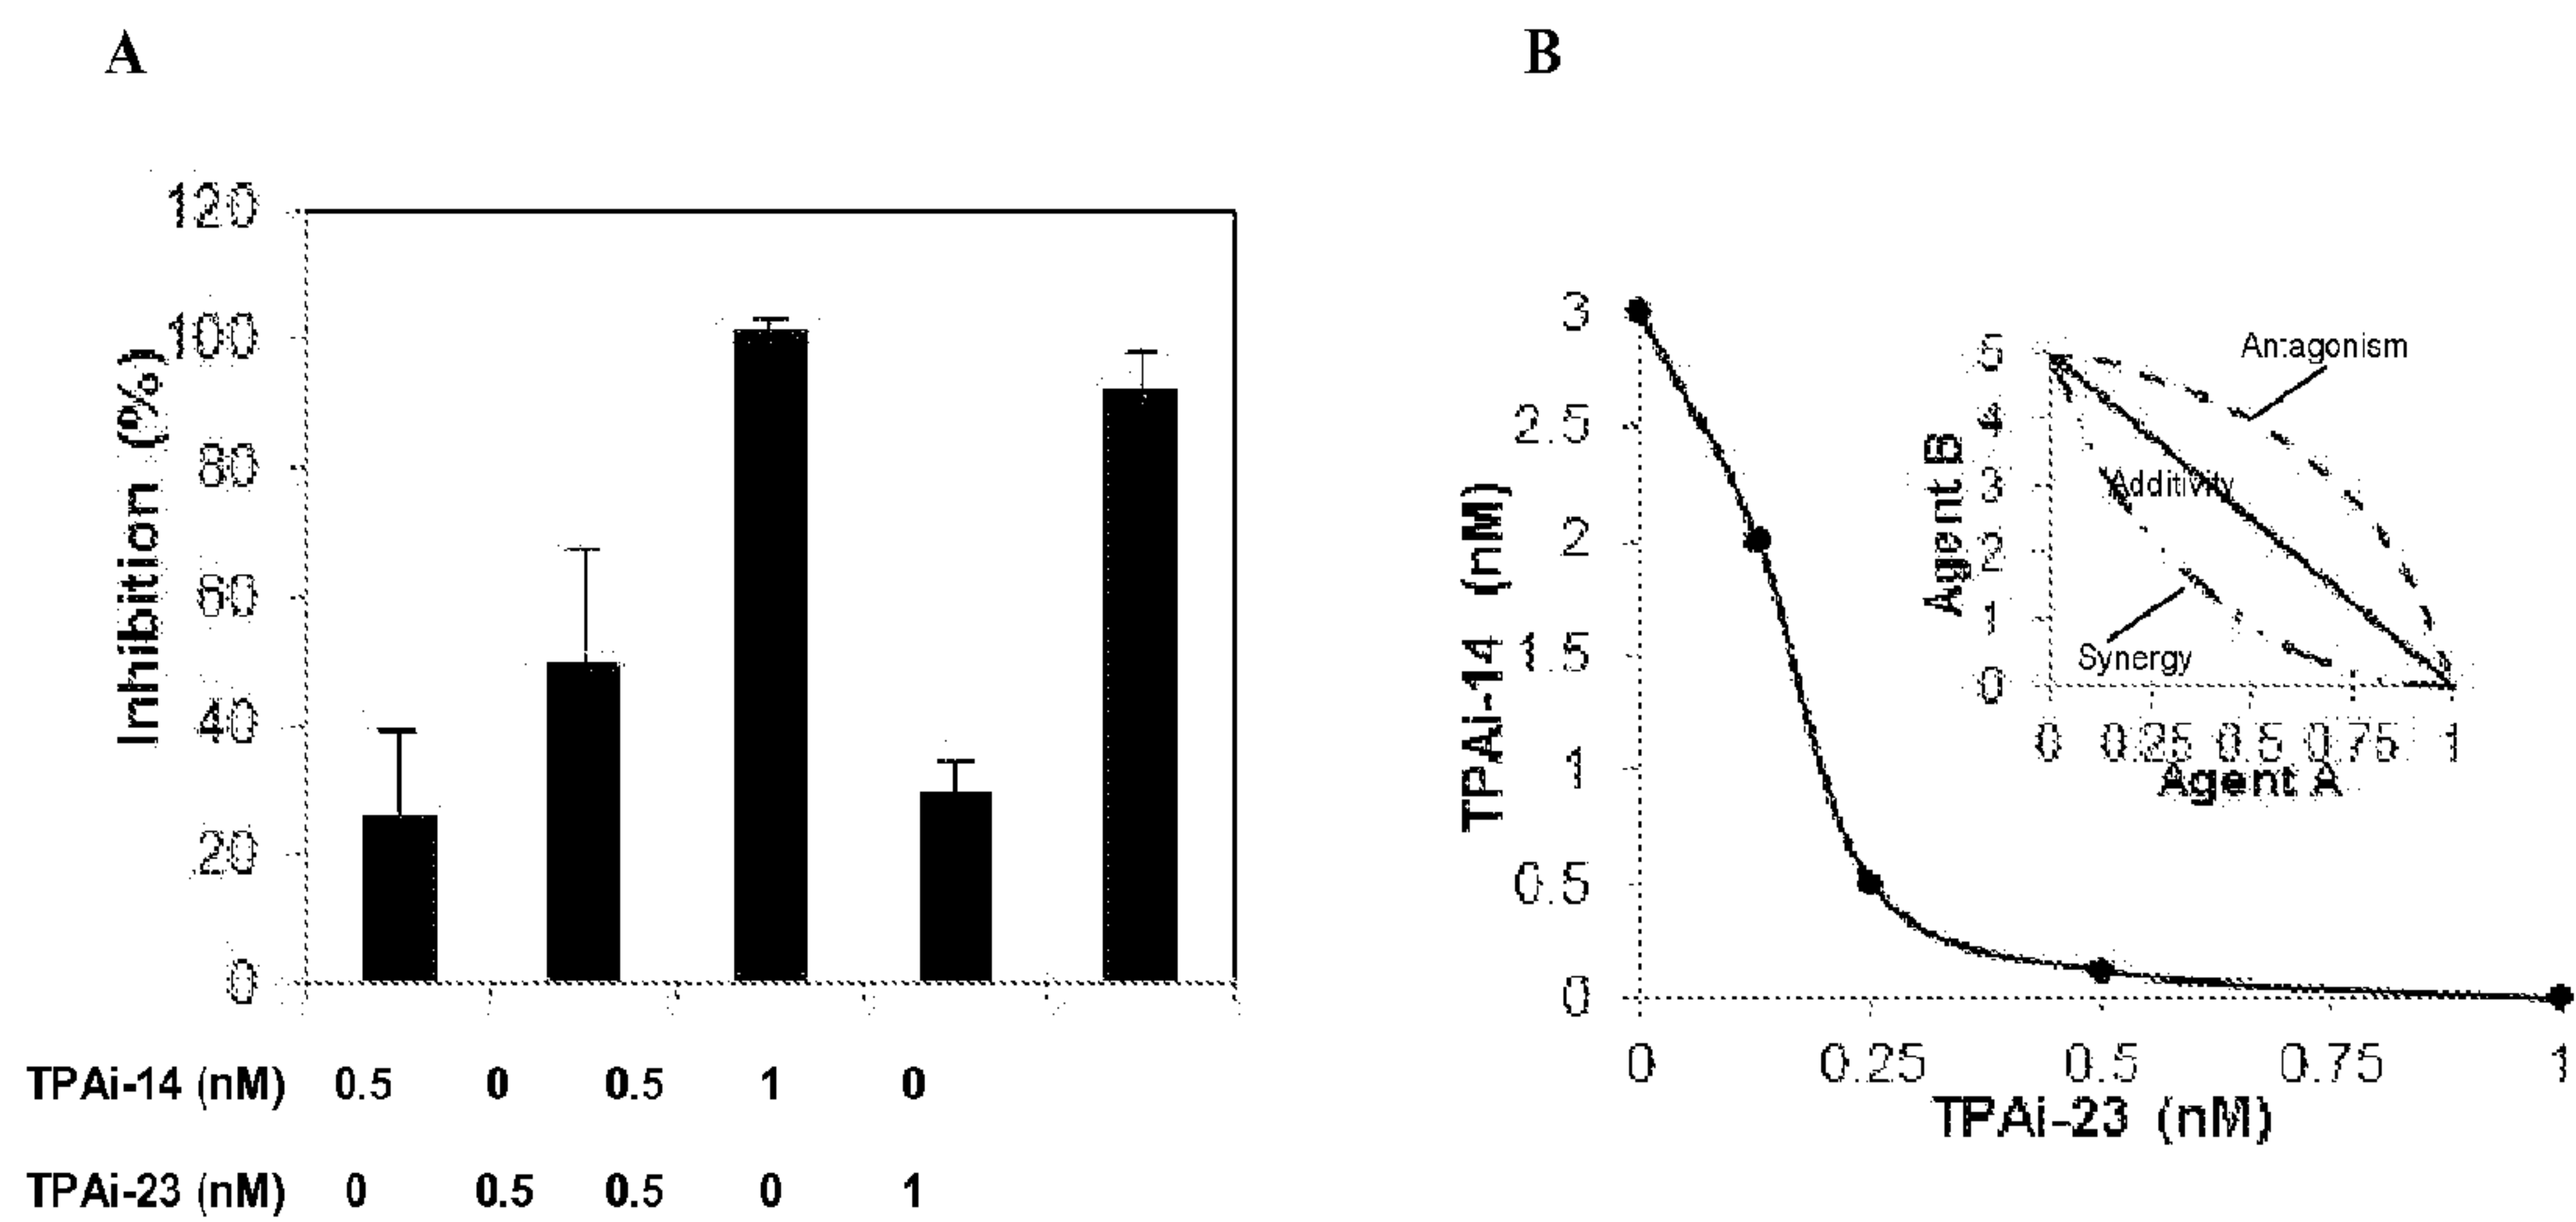 A
B
120
100
80
60
40
20
0
Inhibition (%)
TPAi-14 (nM) 0.5 0 0.5 1 0
TPAi-23 (nM) 0 0.5 0.5 0 1
3
2.5
2
1.5
1
0.5
0
TPAi-14 (nM)
0 0.25 0.5 0.75 1
TPAi-23 (nM)
5
4
3
2
1
0
Agent B
Antagonism
Additivity
Synergy
0 0.25 0.5 0.75 1
Agent A